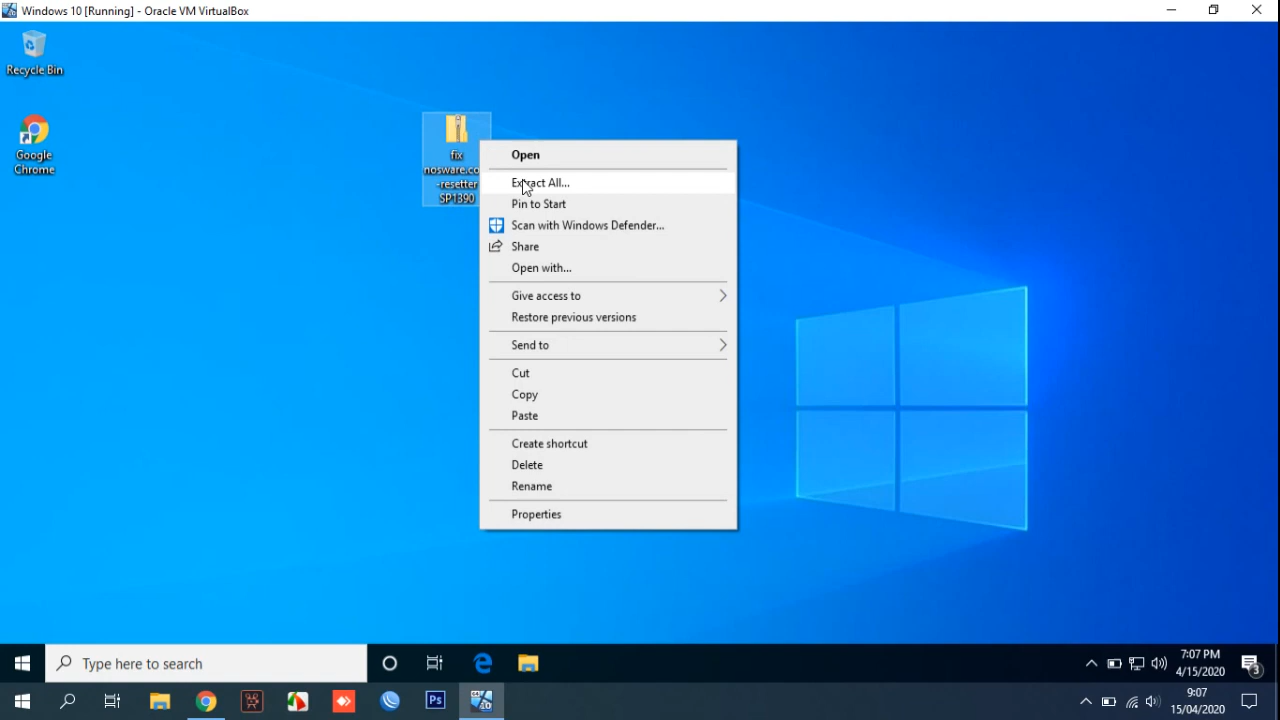 Windows 10 [Running] - Oracle VM VirtualBox
Recycle Bin
Google
Chrome
fix
nosware.co
-resetter
SP1390
Open
Extract All...
Pin to Start
Scan with Windows Defender...
Share
Open with...
Give access to
Restore previous versions
Send to
Cut
Copy
Paste
Create shortcut
Delete
Rename
Properties
Type here to search
7:07 PM
4/15/2020
3
Ps
10
9:07
15/04/2020